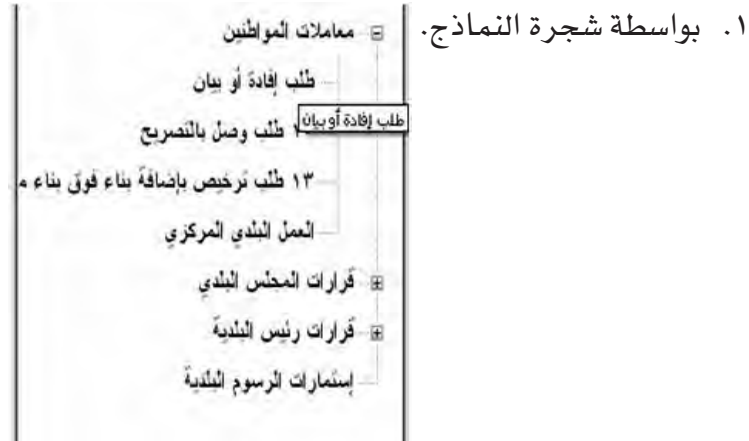 ١. بواسطة شجرة النماذج.
معاملات المواطنين
طلب إفادة أو بيان
طلب إفادة أو بيان
طلب وصل بالتصريح
١٣ طلب ترخيص بإضافة بناء فوق بناء م
العمل البلدي المركزي
قرارات المجلس البلدي
قرارات رئيس البلدية
إستمارات الرسوم البلدية